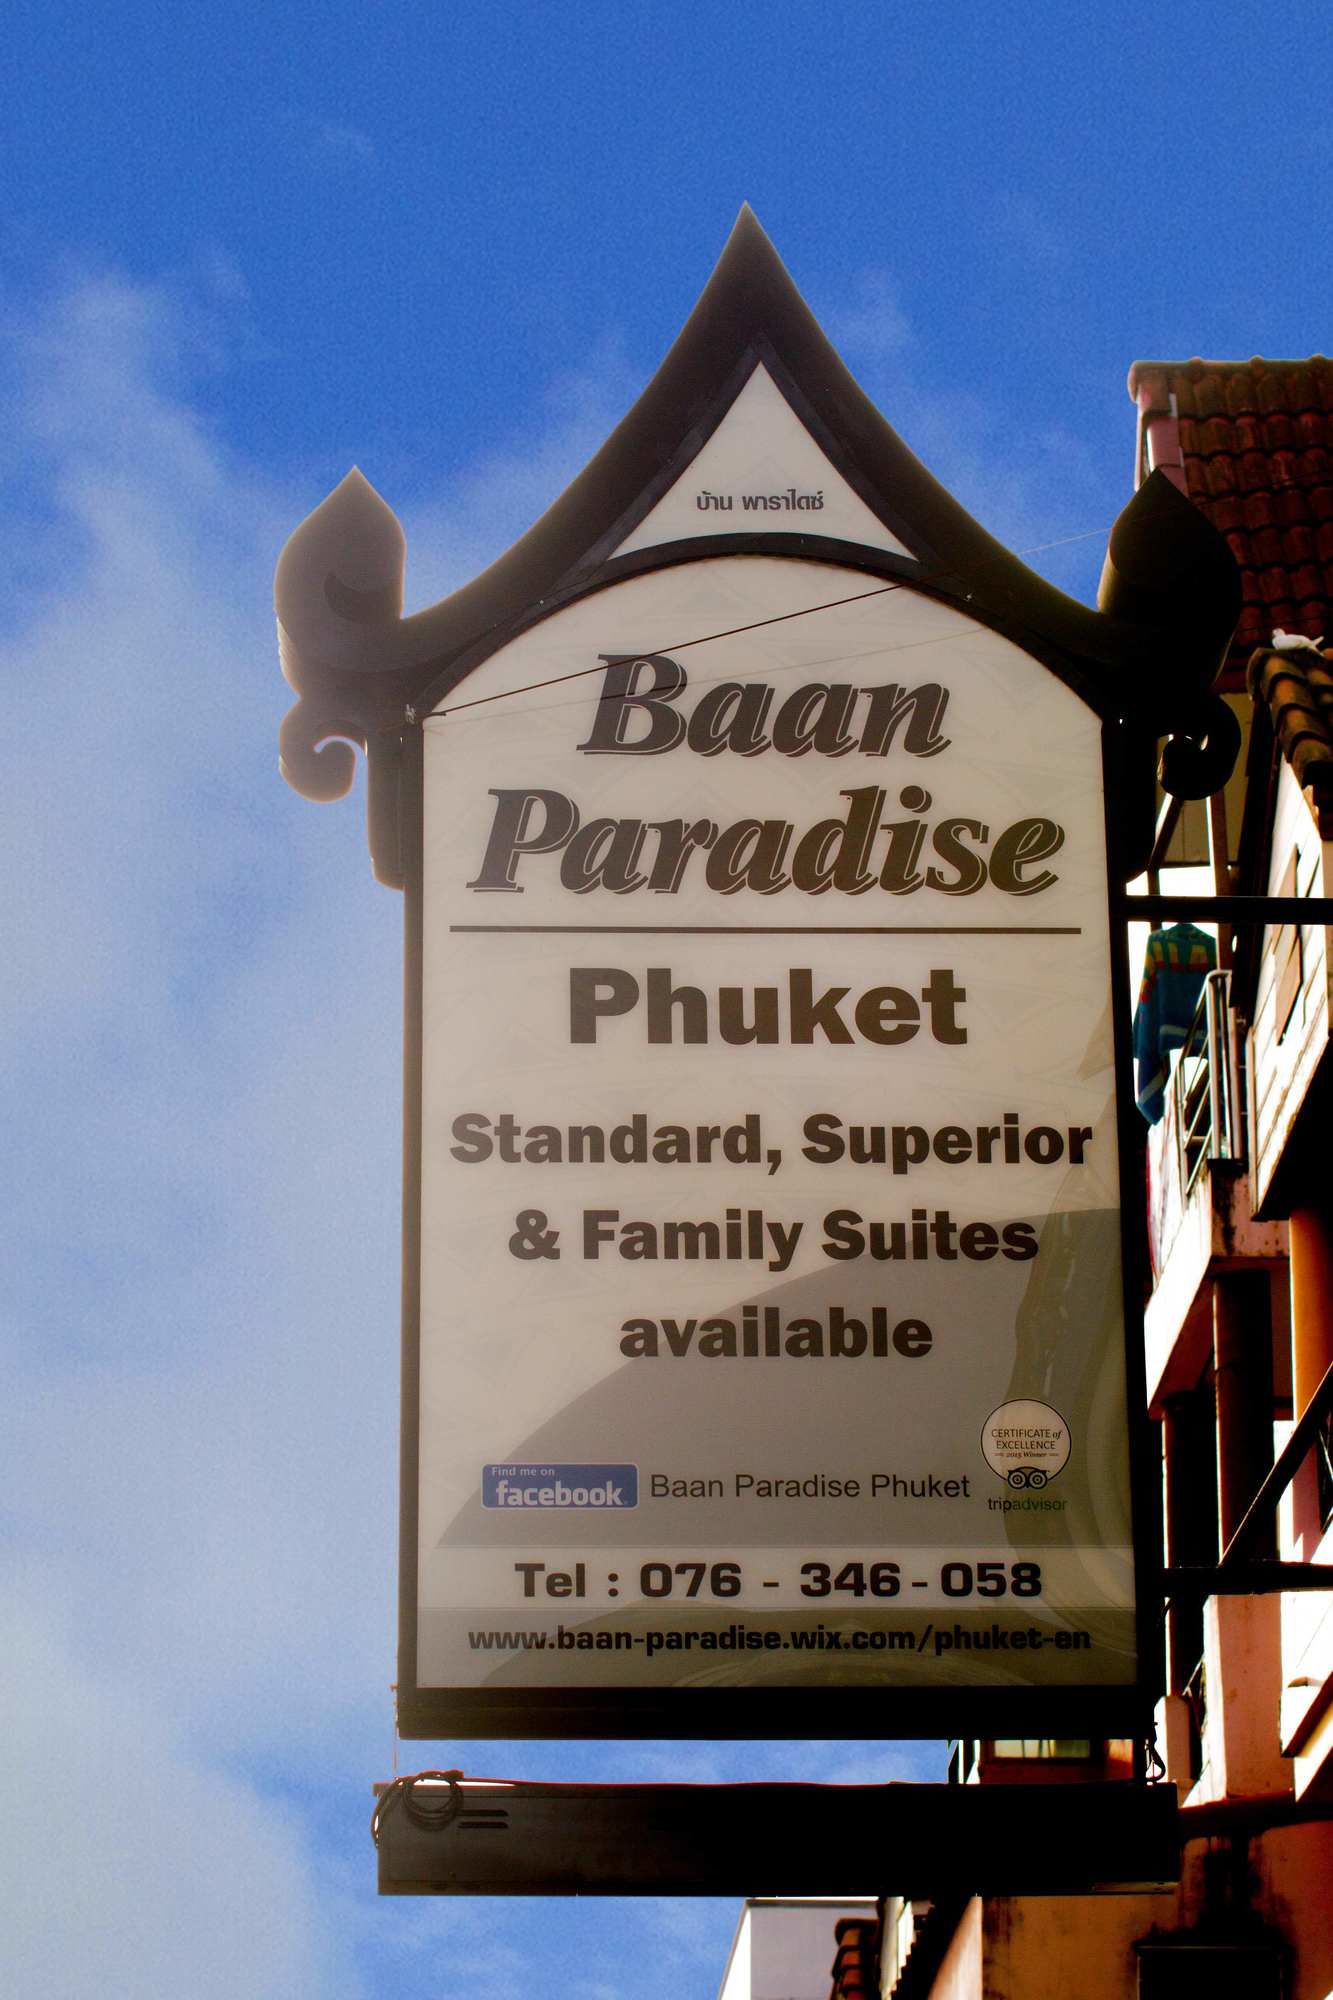 บ้าน พาราไดซ์
Baan
Paradise
Phuket
Standard, Superior
& Family Suites
available
Find me on
facebook
Baan Paradise Phuket
CERTIFICATE of
EXCELLENCE
2015 Winner
tripadvisor
Tel : 076 - 346 - 058
www.baan-paradise.wix.com/phuket-en